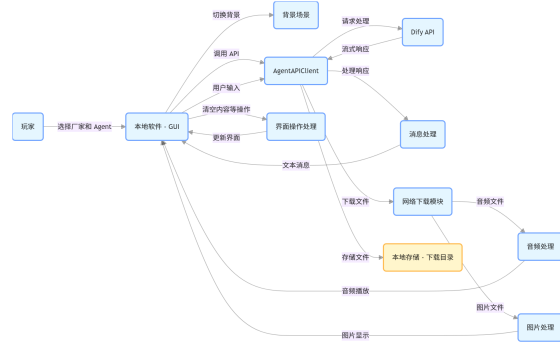 切换背景
背景场景
请求处理
Dify API
流式响应
调用 API
AgentAPIClient
处理响应
用户输入
清空内容等操作
玩家
选择厂家和 Agent
本地软件 - GUI
界面操作处理
消息处理
更新界面
文本消息
下载文件
网络下载模块
音频文件
音频处理
存储文件
本地存储 - 下载目录
音频播放
图片文件
图片处理
图片显示